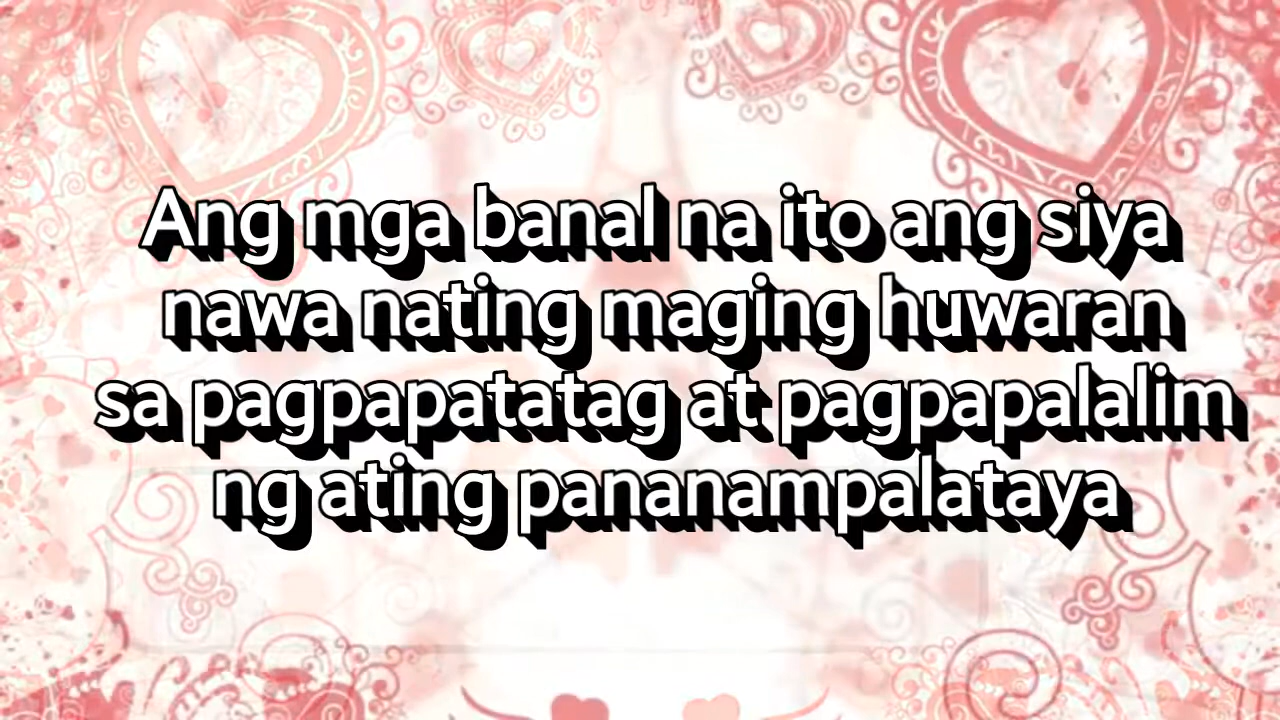 Ang mga banal na ito ang siya
nawa nating maging huwaran
sa pagpapatatag at pagpapalalim
ng ating pananampalataya